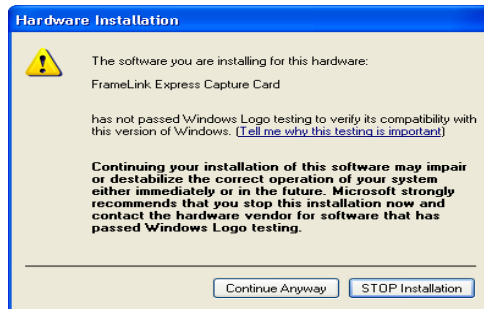 Hardware Installation
The software you are installing for this hardware:
FrameLink Express Capture Card
has not passed Windows Logo testing to verify its compatibility with
this version of Windows. (Tell me why this testing is important)
Continuing your installation of this software may impair
or destabilize the correct operation of your system
either immediately or in the future. Microsoft strongly
recommends that you stop this installation now and
contact the hardware vendor for software that has
passed Windows Logo testing.
Continue Anyway STOP Installation